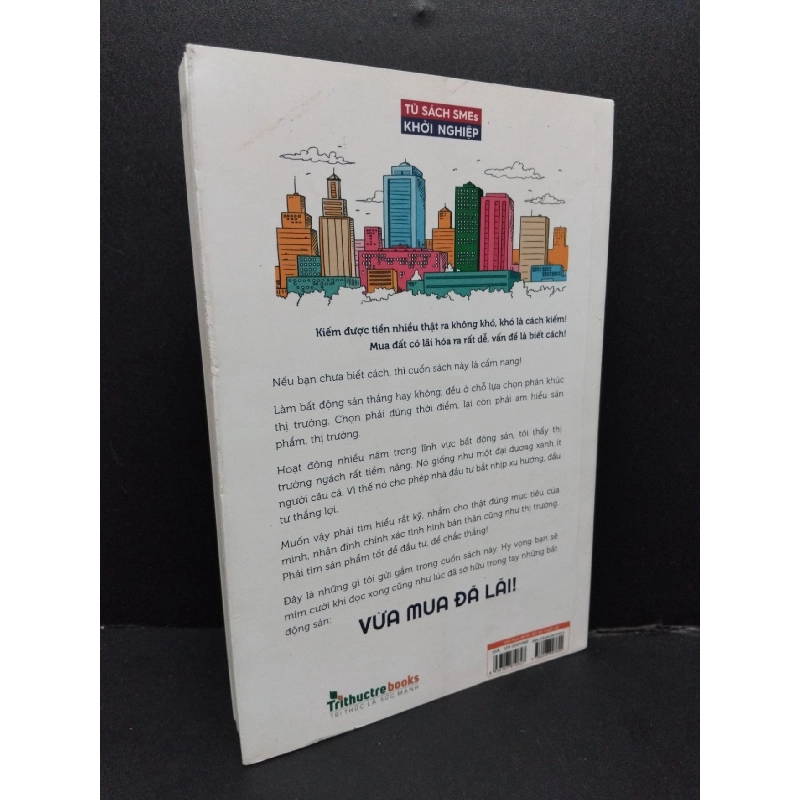 TỦ SÁCH SMEs
KHỞI NGHIỆP
Kiếm được tiền nhiều thật ra không khó, khó là cách kiếm!
Mua đất có lãi hóa ra rất dễ, vấn đề là biết cách!
Nếu bạn chưa biết cách, thì cuốn sách này là cẩm nang!
Làm bất động sản thắng hay không, đều ở chỗ lựa chọn phân khúc
thị trường. Chọn phải đúng thời điểm, lại còn phải am hiểu sản
phẩm, thị trường.
Hoạt động nhiều năm trong lĩnh vực bất động sản, tôi thấy thị
trường ngách rất tiềm năng. Nó giống như một đại dương xanh ít
người câu cá. Vì thế nó cho phép nhà đầu tư bắt nhịp xu hướng, đầu
tư thắng lợi.
Muốn vậy phải tìm hiểu rất kỹ, nhắm cho thật đúng mục tiêu của
mình, nhận định chính xác tình hình bản thân cũng như thị trường.
Phải tìm sản phẩm tốt để đầu tư, để chắc thắng!
Đây là những gì tôi gửi gắm trong cuốn sách này. Hy vọng bạn sẽ
mỉm cười khi đọc xong cũng như lúc đã sở hữu trong tay những bất
động sản:
VỪA MUA ĐÃ LÃI!
Trithuctrebooks
TRI THỨC LÀ SỨC MẠNH